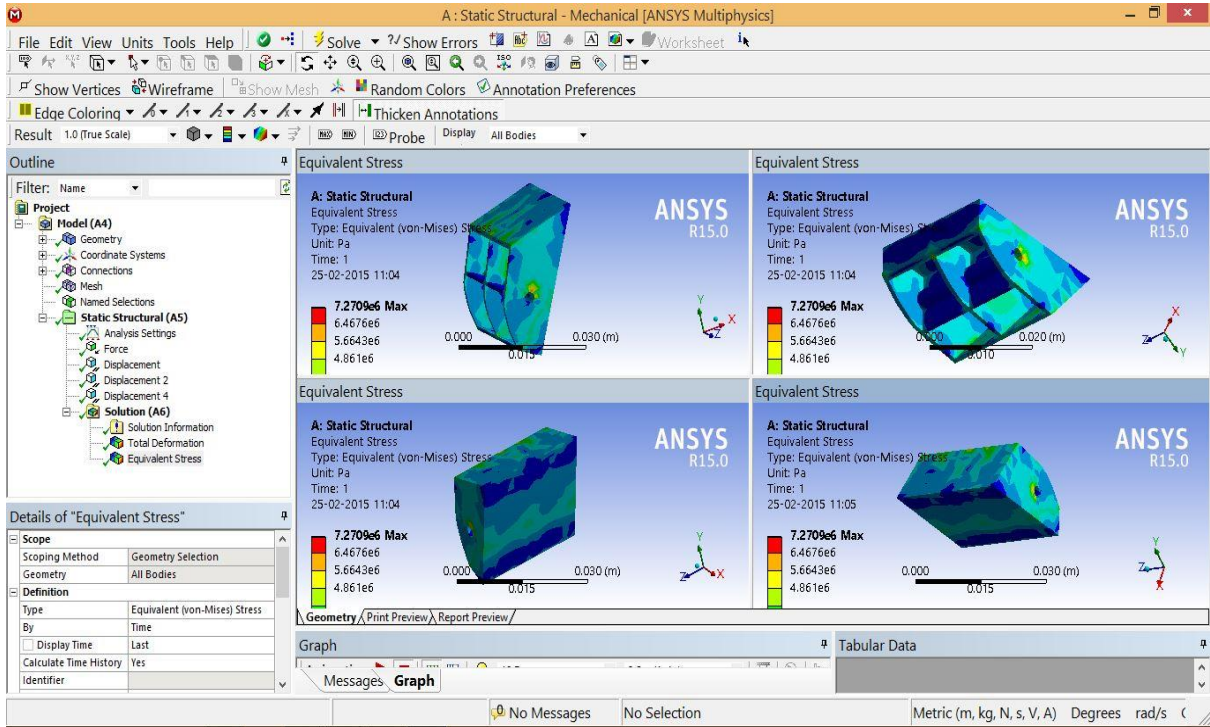 A : Static Structural - Mechanical [ANSYS Multiphysics]
File Edit View Units Tools Help Solve Show Errors Worksheet
Show Vertices Wireframe Show Mesh Random Colors Annotation Preferences
Edge Coloring Thicken Annotations
Result 1.0 (True Scale) Probe Display All Bodies
Outline
Filter: Name
Project
Model (A4)
Geometry
Coordinate Systems
Connections
Mesh
Named Selections
Static Structural (A5)
Analysis Settings
Force
Displacement
Displacement 2
Displacement 4
Solution (A6)
Solution Information
Total Deformation
Equivalent Stress
Details of "Equivalent Stress"
Scope
Scoping Method Geometry Selection
Geometry All Bodies
Definition
Type Equivalent (von-Mises) Stress
By Time
Display Time Last
Calculate Time History Yes
Identifier
Equivalent Stress
A: Static Structural
Equivalent Stress
Type: Equivalent (von-Mises) Stress
Unit: Pa
Time: 1
25-02-2015 11:04
7.2709e6 Max
6.4676e6
5.6643e6
4.861e6
ANSYS
R15.0
0.000 0.030 (m)
0.015
Y
X
Z
Equivalent Stress
A: Static Structural
Equivalent Stress
Type: Equivalent (von-Mises) Stress
Unit: Pa
Time: 1
25-02-2015 11:04
7.2709e6 Max
6.4676e6
5.6643e6
4.861e6
ANSYS
R15.0
0.000 0.020 (m)
0.010
X
Z
Y
Equivalent Stress
A: Static Structural
Equivalent Stress
Type: Equivalent (von-Mises) Stress
Unit: Pa
Time: 1
25-02-2015 11:04
7.2709e6 Max
6.4676e6
5.6643e6
4.861e6
ANSYS
R15.0
0.000 0.030 (m)
0.015
Y
Z X
Equivalent Stress
A: Static Structural
Equivalent Stress
Type: Equivalent (von-Mises) Stress
Unit: Pa
Time: 1
25-02-2015 11:05
7.2709e6 Max
6.4676e6
5.6643e6
4.861e6
ANSYS
R15.0
0.000 0.030 (m)
0.015
Y
Z
X
Geometry Print Preview Report Preview
Graph
Tabular Data
Messages Graph
No Messages No Selection Metric (m, kg, N, s, V, A) Degrees rad/s